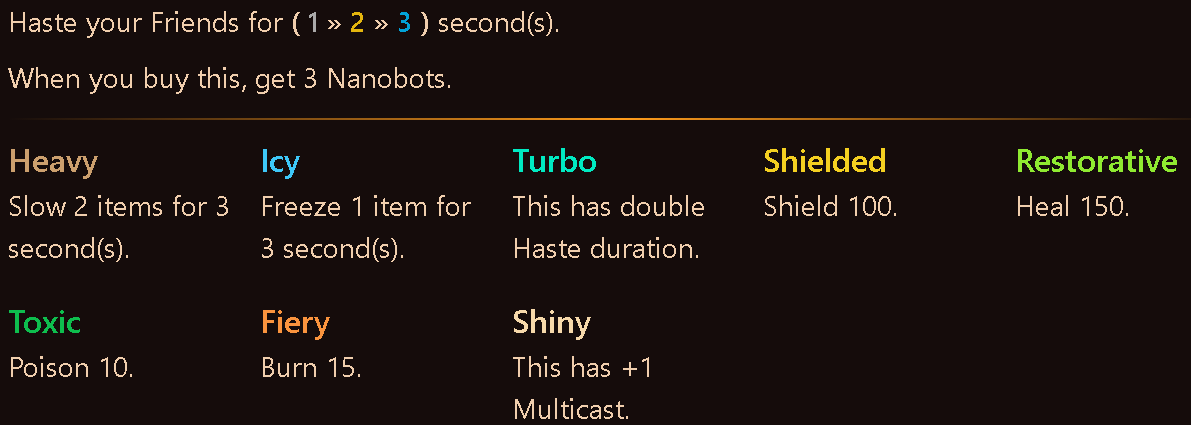 Haste your Friends for ( 1 » 2 » 3 ) second(s).
When you buy this, get 3 Nanobots.
Heavy
Slow 2 items for 3
second(s).
Icy
Freeze 1 item for
3 second(s).
Turbo
This has double
Haste duration.
Shielded
Shield 100.
Restorative
Heal 150.
Toxic
Poison 10.
Fiery
Burn 15.
Shiny
This has +1
Multicast.